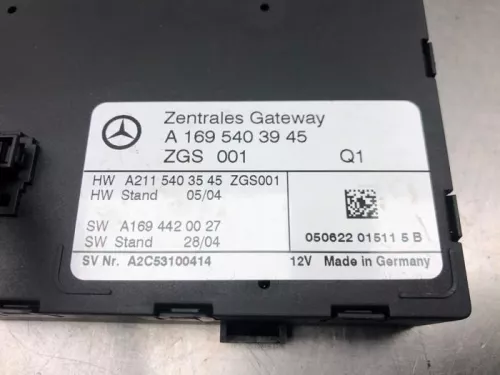 Zentrales Gateway
A 169 540 39 45
ZGS 001 Q1
HW A211 540 35 45 ZGS001
HW Stand 05/04
SW A169 442 00 27
SW Stand 28/04
050622 01511 5 B
SV Nr. A2C53100414 12V Made in Germany